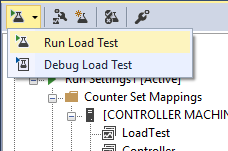 Run Load Test
Debug Load Test
Run Settings1 [Active]
Counter Set Mappings
[CONTROLLER MACHIN
LoadTest
Controller